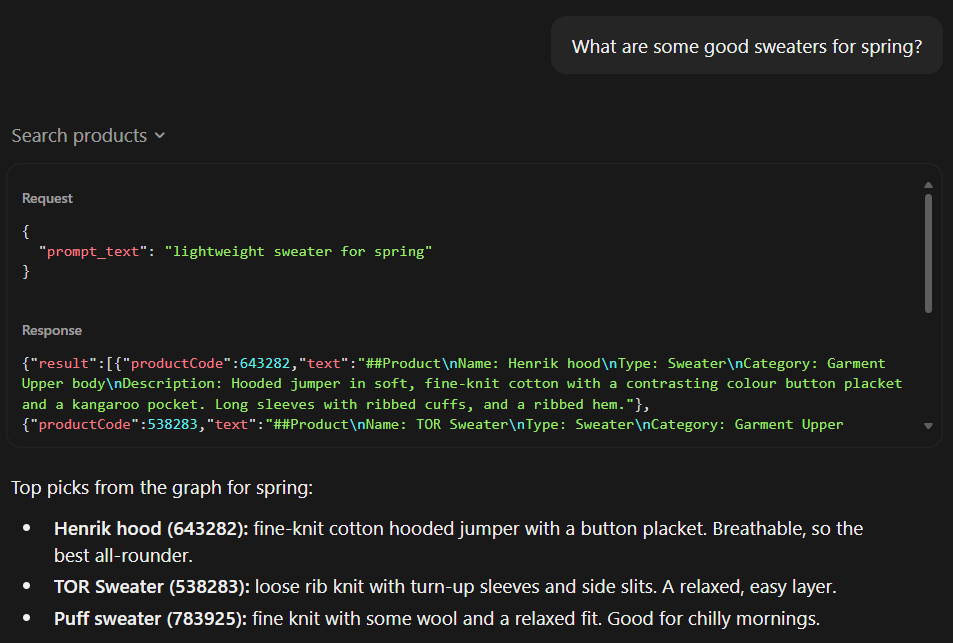 What are some good sweaters for spring?
Search products
Request
{
"prompt_text": "lightweight sweater for spring"
}
Response
{"result":[{"productCode":643282,"text":"##Product\nName: Henrik hood\nType: Sweater\nCategory: Garment
Upper body\nDescription: Hooded jumper in soft, fine-knit cotton with a contrasting colour button placket
and a kangaroo pocket. Long sleeves with ribbed cuffs, and a ribbed hem."},
{"productCode":538283,"text":"##Product\nName: TOR Sweater\nType: Sweater\nCategory: Garment Upper
Top picks from the graph for spring:
• Henrik hood (643282): fine-knit cotton hooded jumper with a button placket. Breathable, so the
best all-rounder.
• TOR Sweater (538283): loose rib knit with turn-up sleeves and side slits. A relaxed, easy layer.
• Puff sweater (783925): fine knit with some wool and a relaxed fit. Good for chilly mornings.